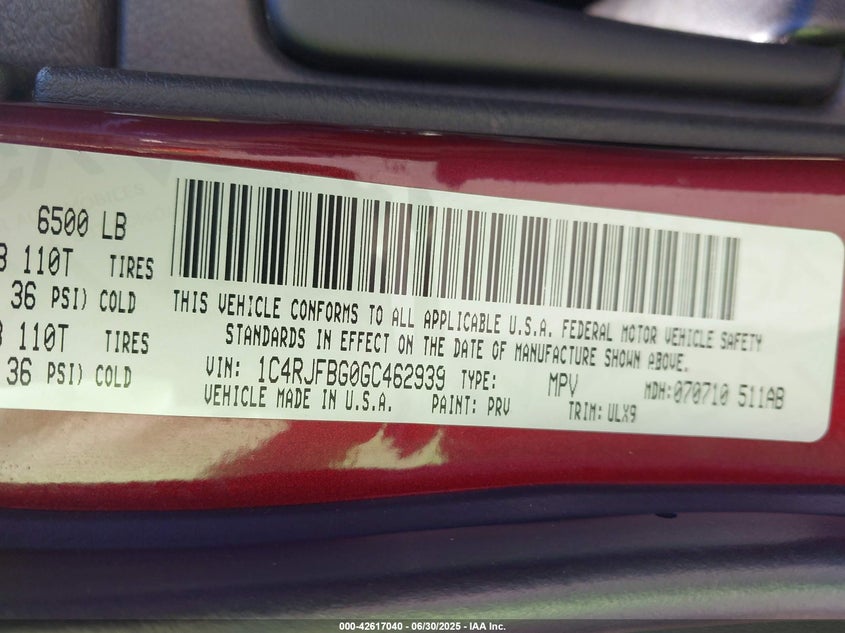 6500 LB
110T TIRES
36 PSI) COLD
110T TIRES
36 PSI) COLD
THIS VEHICLE CONFORMS TO ALL APPLICABLE U.S.A. FEDERAL MOTOR VEHICLE SAFETY
STANDARDS IN EFFECT ON THE DATE OF MANUFACTURE SHOWN ABOVE.
VIN: 1C4RJFBG0GC462939 TYPE: MPV MDH: 070710 511AB
VEHICLE MADE IN U.S.A. PAINT: PRV TRIM: ULX9
000-42617040 - 06/30/2025 - IAA Inc.